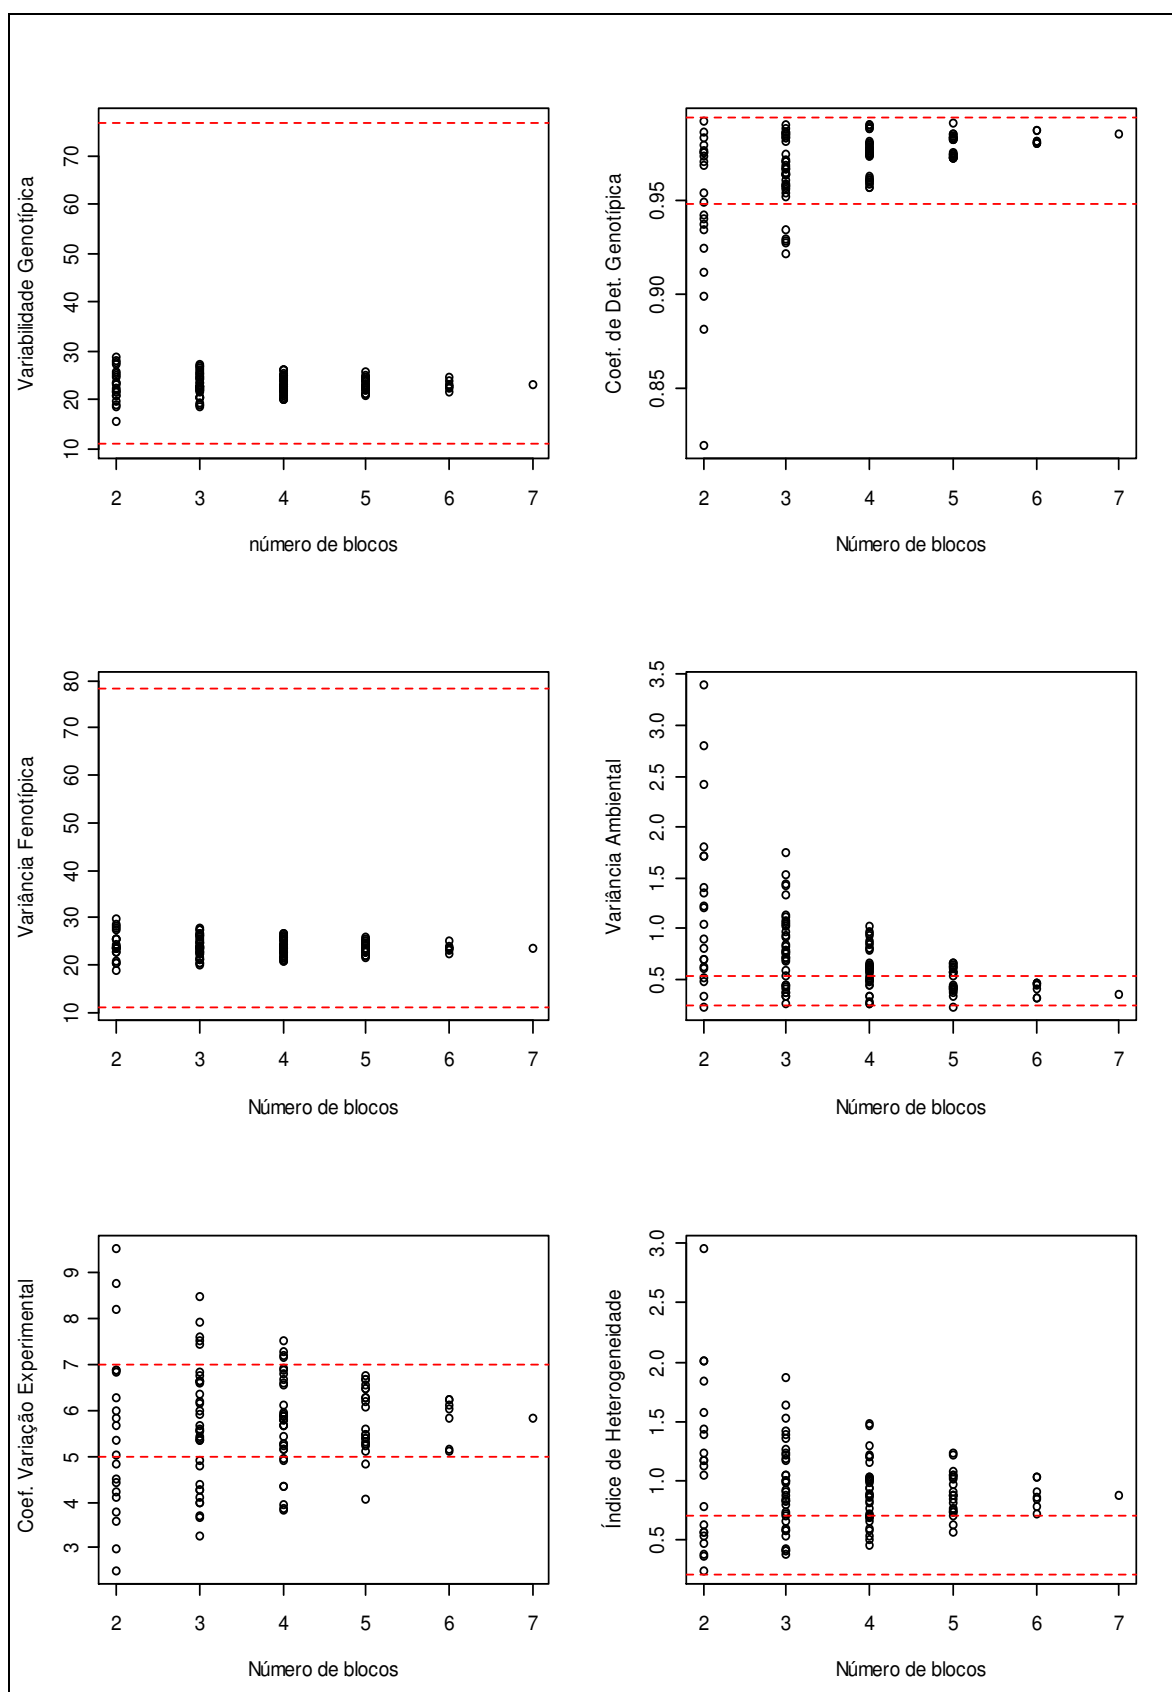 Variabilidade Genotípica
10 20 30 40 50 60 70
2 3 4 5 6 7
número de blocos
Coef. de Det. Genotípica
0.85 0.90 0.95
2 3 4 5 6 7
Número de blocos
Variância Fenotípica
10 20 30 40 50 60 70 80
2 3 4 5 6 7
Número de blocos
Variância Ambiental
0.5 1.0 1.5 2.0 2.5 3.0 3.5
2 3 4 5 6 7
Número de blocos
Coef. Variação Experimental
3 4 5 6 7 8 9
2 3 4 5 6 7
Número de blocos
Índice de Heterogeneidade
0.5 1.0 1.5 2.0 2.5 3.0
2 3 4 5 6 7
Número de blocos